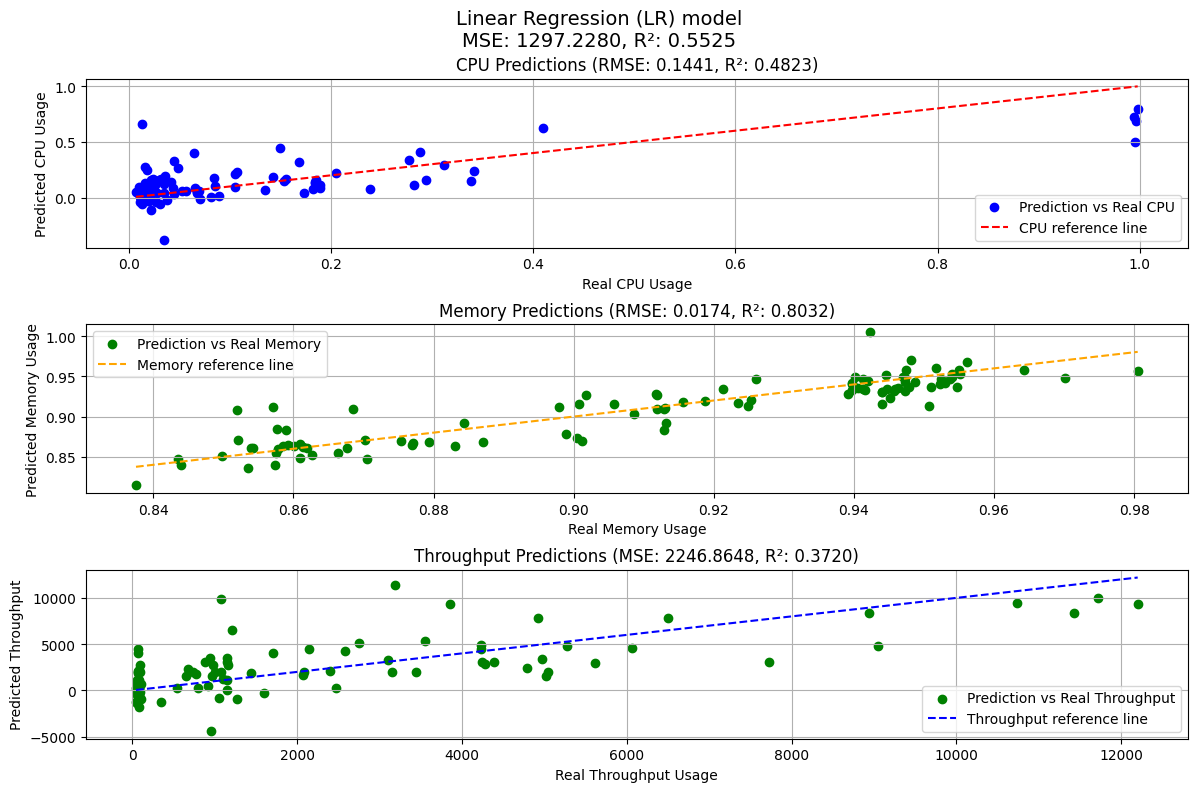 Linear Regression (LR) model
MSE: 1297.2280, R²: 0.5525
CPU Predictions (RMSE: 0.1441, R²: 0.4823)
Predicted CPU Usage
1.0
0.5
0.0
Prediction vs Real CPU
CPU reference line
0.0 0.2 0.4 0.6 0.8 1.0
Real CPU Usage
Memory Predictions (RMSE: 0.0174, R²: 0.8032)
Predicted Memory Usage
1.00
0.95
0.90
0.85
Prediction vs Real Memory
Memory reference line
0.84 0.86 0.88 0.90 0.92 0.94 0.96 0.98
Real Memory Usage
Throughput Predictions (MSE: 2246.8648, R²: 0.3720)
Predicted Throughput
10000
5000
0
−5000
Prediction vs Real Throughput
Throughput reference line
0 2000 4000 6000 8000 10000 12000
Real Throughput Usage